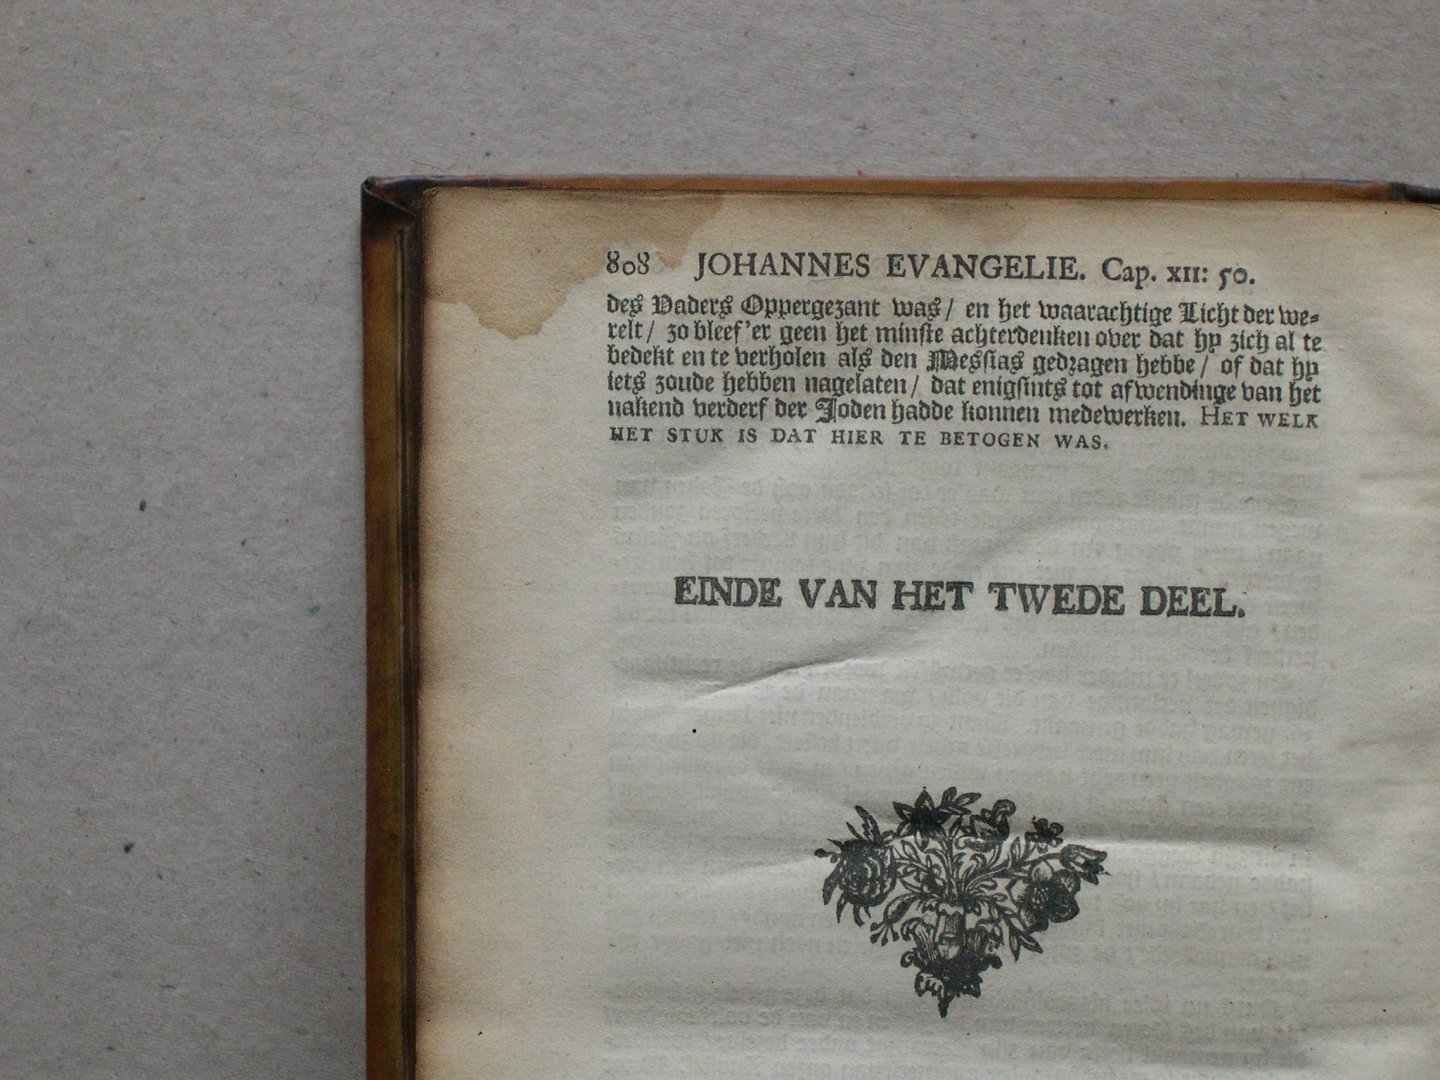 808 JOHANNES EVANGELIE. Cap. XII: 50.
des Vaders Oppergezant was/ en het waarachtige Licht der we-
relt/ zo bleef'er geen het minste achterdenken over dat hy zich al te
bedekt en te verholen als den Messias gedragen hebbe/ of dat hy
iets zoude hebben nagelaten/ dat enigsints tot afwendinge van het
nakend verderf der Joden hadde konnen medewerken. HET WELK
HET STUK IS DAT HIER TE BETOGEN WAS.
EINDE VAN HET TWEDE DEEL.